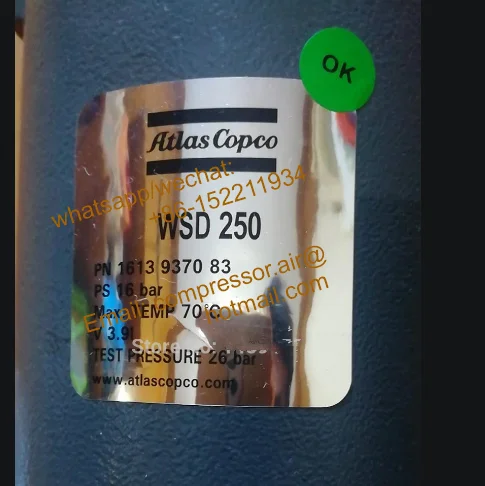 OK
Atlas Copco
whatsapp/wechat:
+86-152211934
WSD 250
PN 1613 9370 83
PS 16 bar
Max TEMP 70°C
Email: compressor.air@
hotmail.com
V 3.9l
TEST PRESSURE 26 bar
www.atlascopco.com